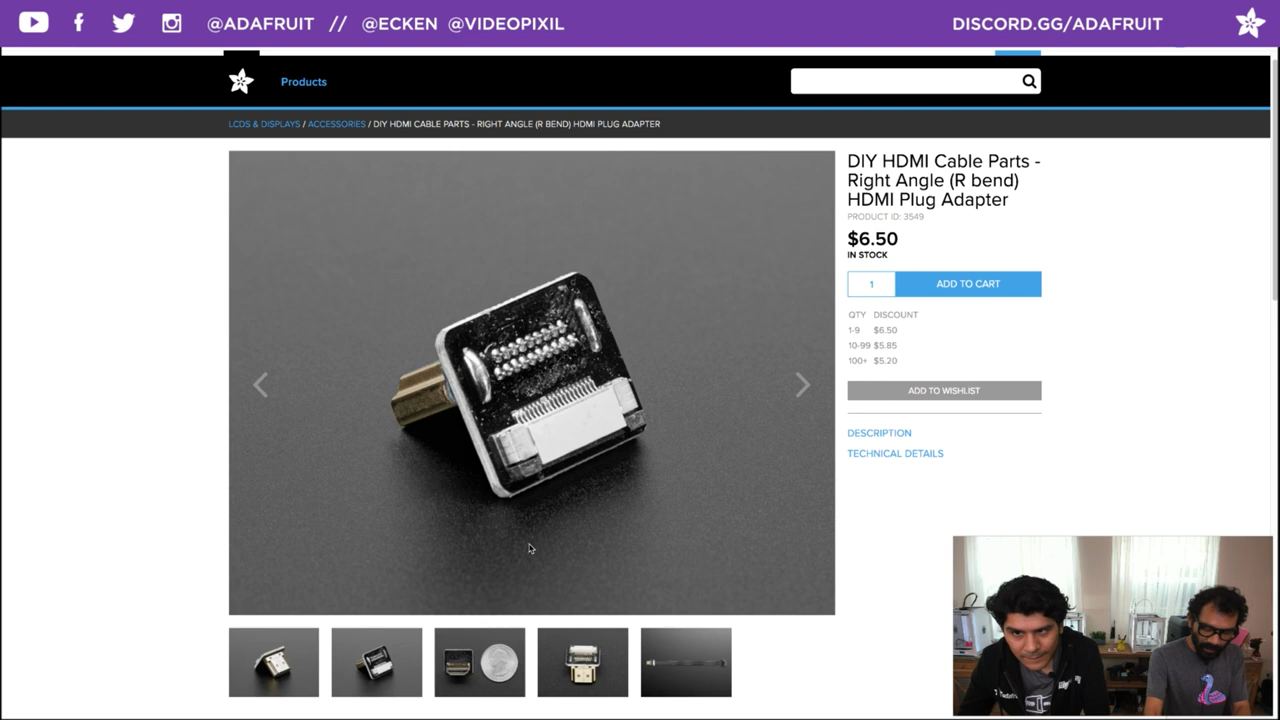 @ADAFRUIT // @ECKEN @VIDEOPIXIL
DISCORD.GG/ADAFRUIT
Products
LCDS & DISPLAYS / ACCESSORIES / DIY HDMI CABLE PARTS - RIGHT ANGLE (R BEND) HDMI PLUG ADAPTER
DIY HDMI Cable Parts -
Right Angle (R bend)
HDMI Plug Adapter
PRODUCT ID: 3549
$6.50
IN STOCK
1 ADD TO CART
QTY DISCOUNT
1-9 $6.50
10-99 $5.85
100+ $5.20
ADD TO WISHLIST
DESCRIPTION
TECHNICAL DETAILS